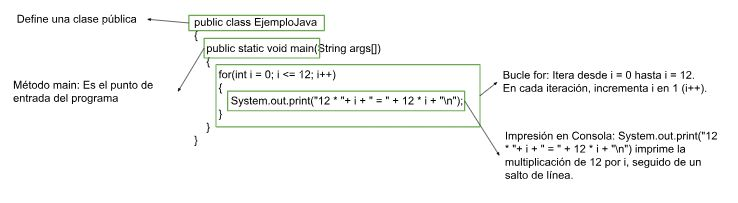 Define una clase pública
public class EjemploJava
{
public static void main(String args[])
{
Método main: Es el punto de
entrada del programa
for(int i = 0; i <= 12; i++)
{
System.out.print("12 * "+ i + " = " + 12 * i + "\n");
}
}
}
Bucle for: Itera desde i = 0 hasta i = 12.
En cada iteración, incrementa i en 1 (i++).
Impresión en Consola: System.out.print("12
* "+ i + " = " + 12 * i + "\n") imprime la
multiplicación de 12 por i, seguido de un
salto de línea.